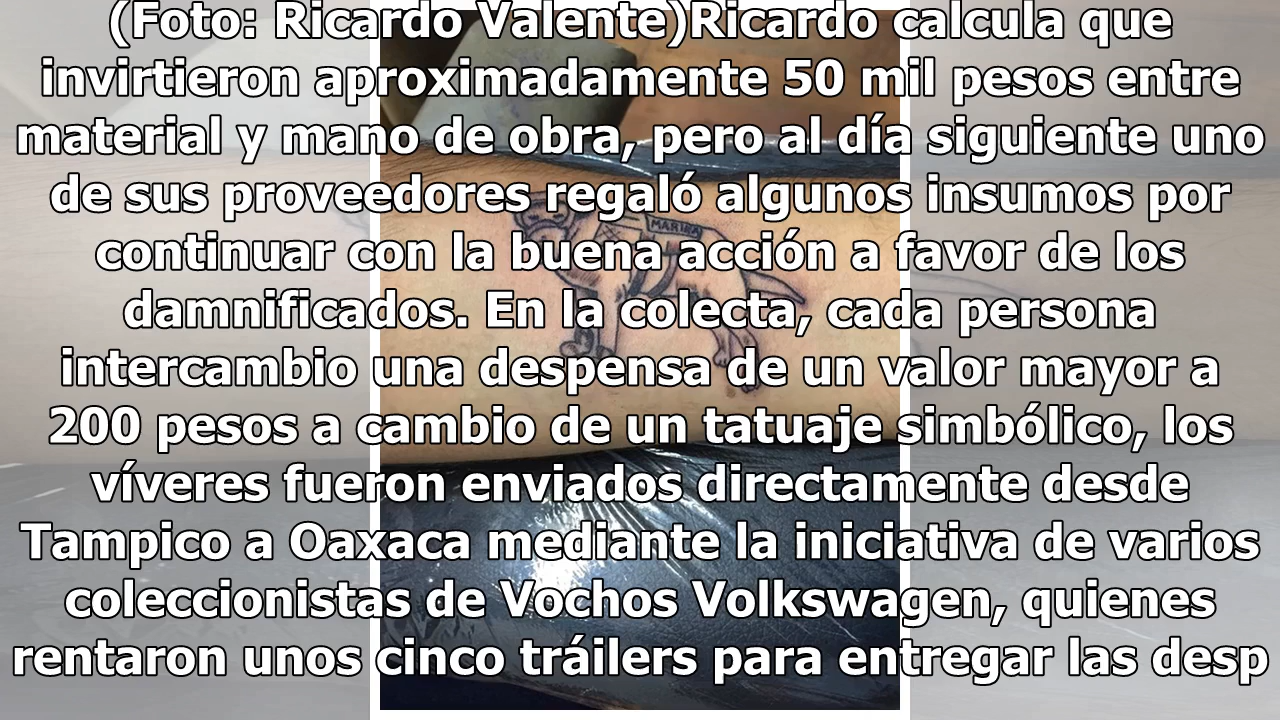 (Foto: Ricardo Valente)Ricardo calcula que
invirtieron aproximadamente 50 mil pesos entre
material y mano de obra, pero al día siguiente uno
de sus proveedores regaló algunos insumos por
continuar con la buena acción a favor de los
damnificados. En la colecta, cada persona
intercambio una despensa de un valor mayor a
200 pesos a cambio de un tatuaje simbólico, los
víveres fueron enviados directamente desde
Tampico a Oaxaca mediante la iniciativa de varios
coleccionistas de Vochos Volkswagen, quienes
rentaron unos cinco tráilers para entregar las desp
MARINA